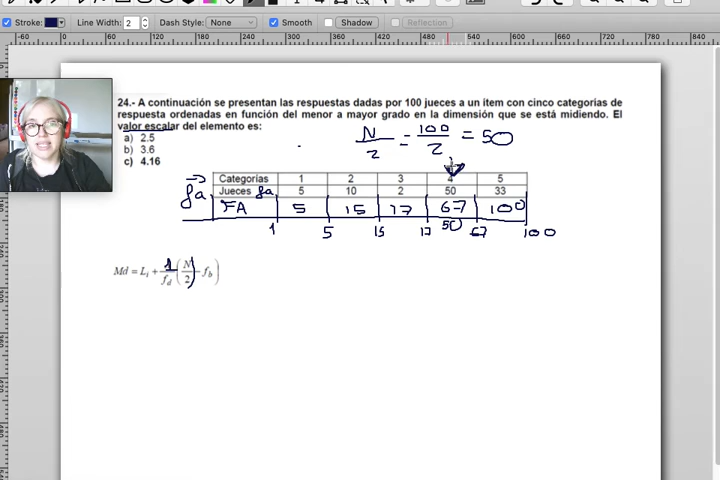 Stroke: Line Width: 2 Dash Style: None Smooth Shadow Reflection
-60 0 60 120 180 240 300 360 420 480 540 600 660 720 780 840
24.- A continuación se presentan las respuestas dadas por 100 jueces a un item con cinco categorías de
respuesta ordenadas en función del menor a mayor grado en la dimensión que se está midiendo. El
valor escalar del elemento es:
a) 2.5
b) 3.6
c) 4.16
N/2 = 100/2 = 50
Categorías 1 2 3 4 5
fa Jueces fa 5 10 2 50 33
FA 5 15 17 67 100
50
1 5 15 17 67 100
Md = Li + 1/fd (N/2 - fb)